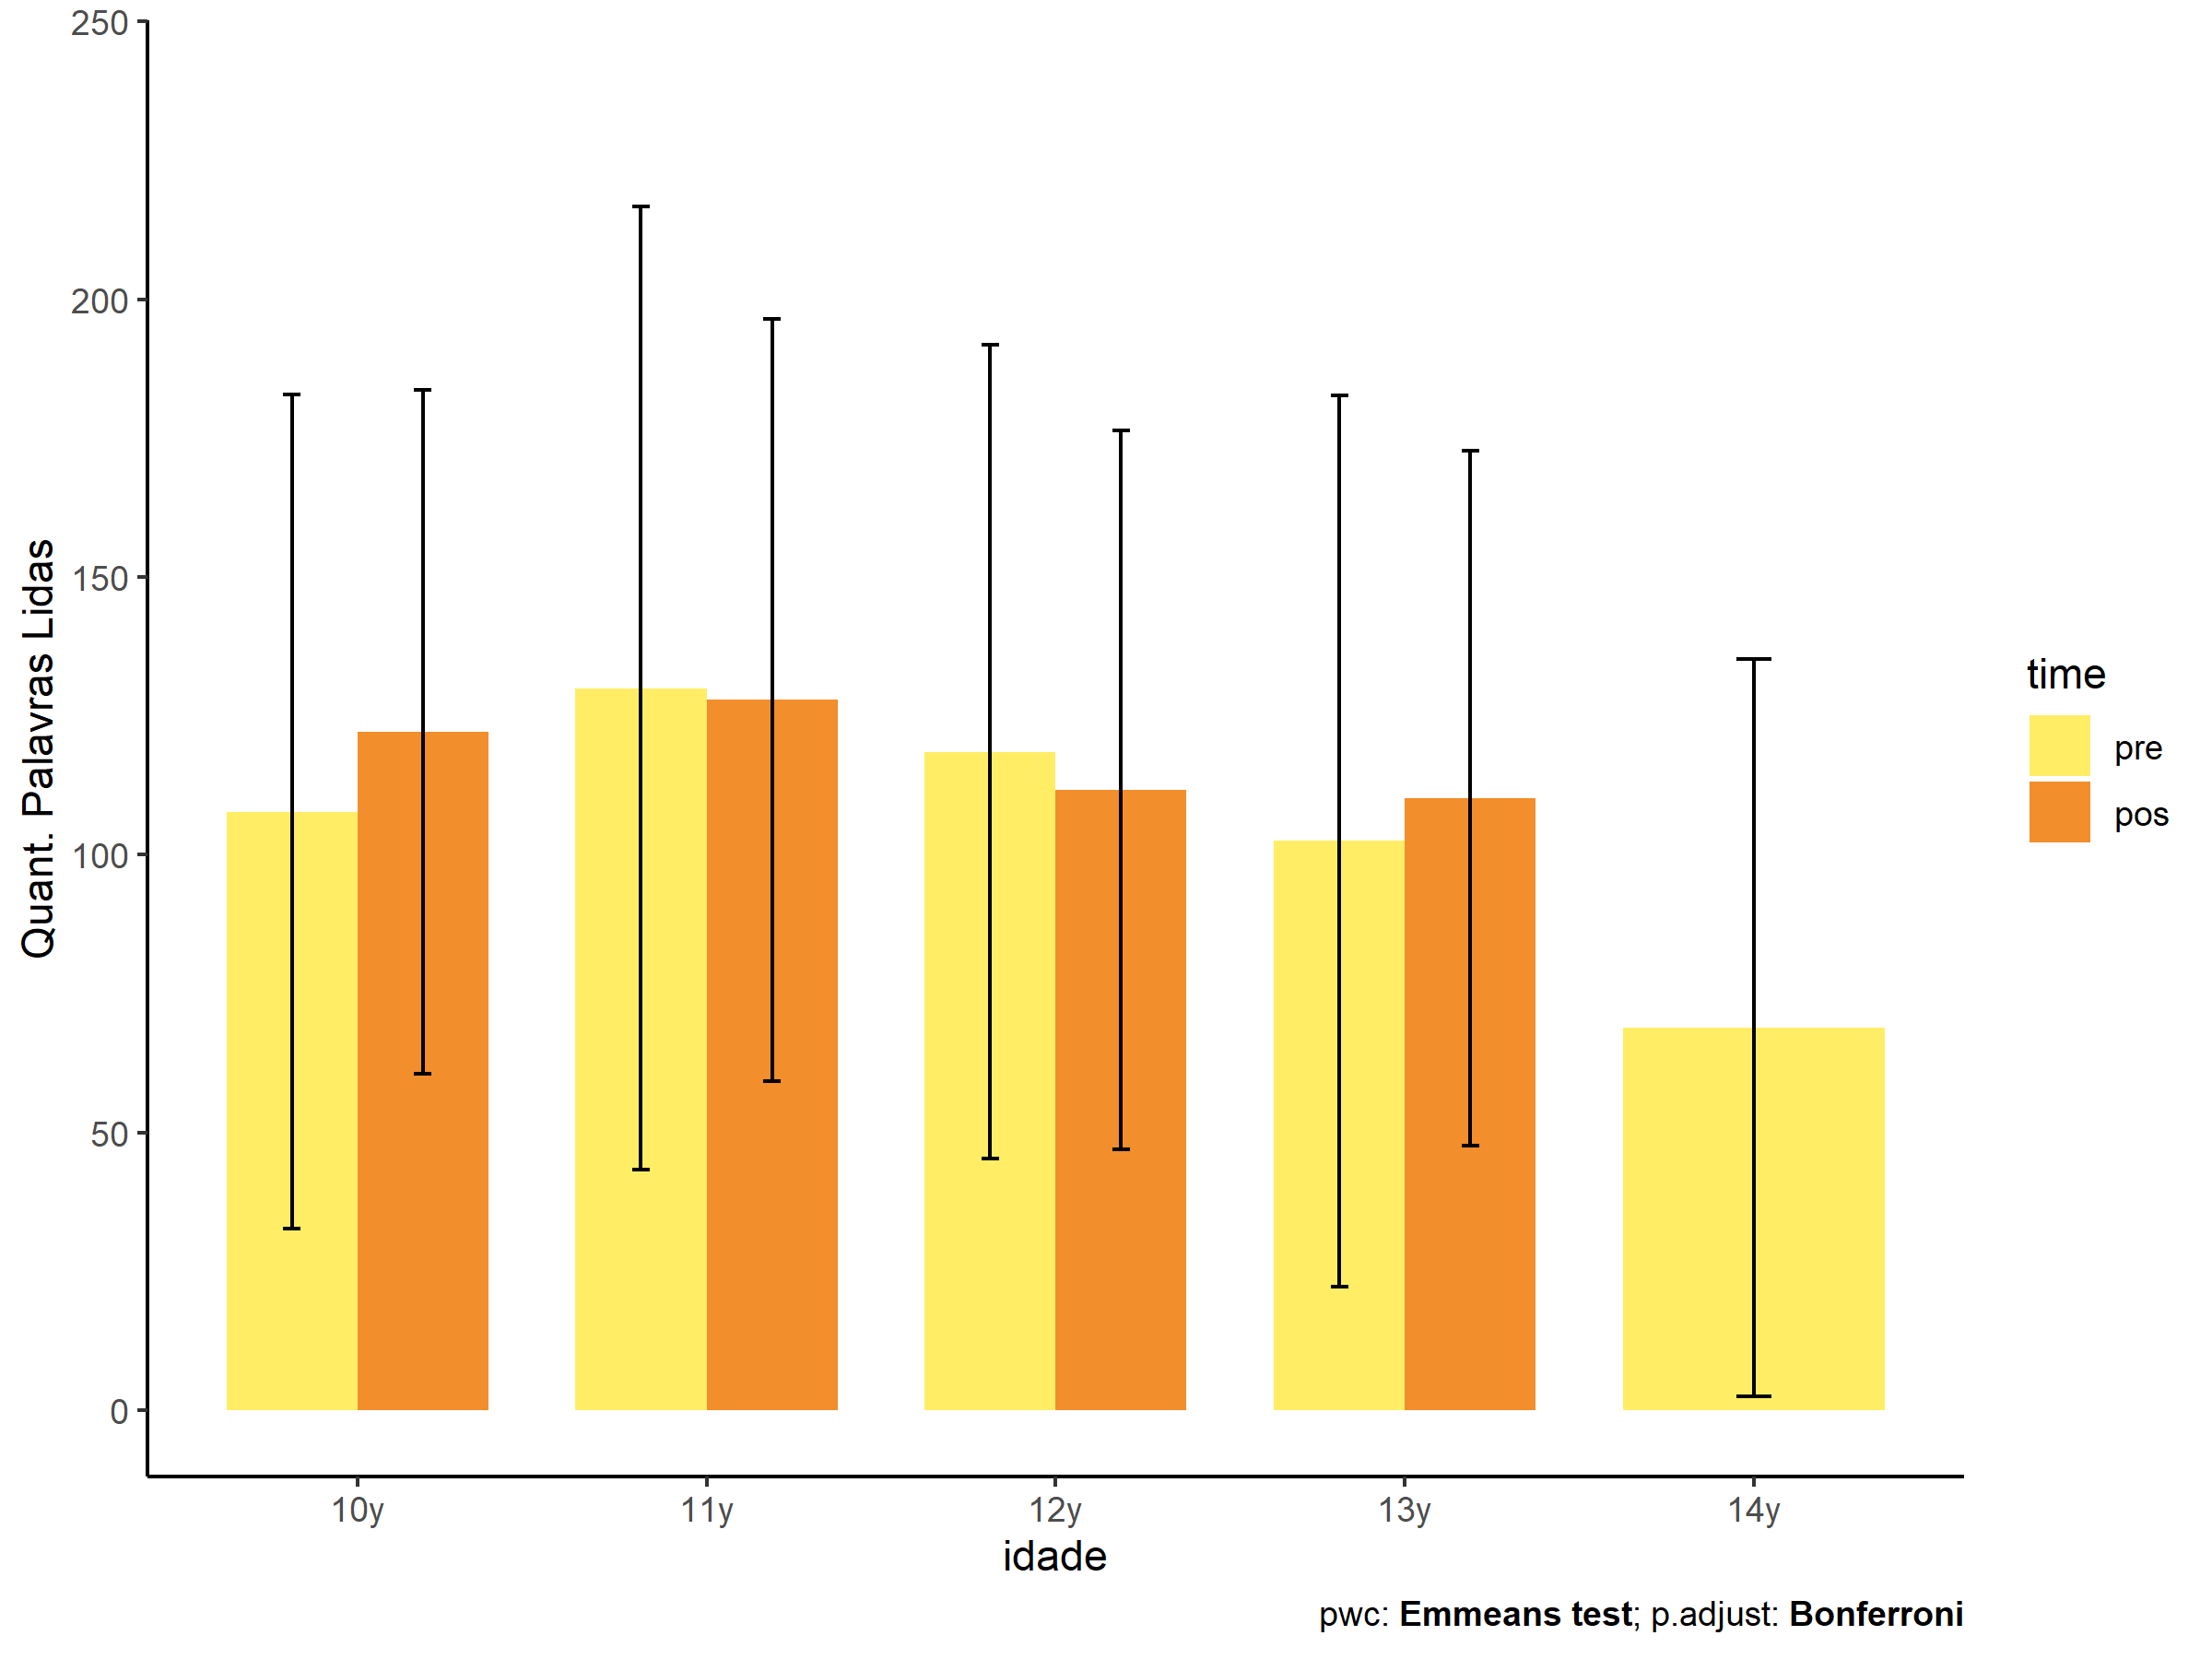 250
200
150
100
50
0
Quant. Palavras Lidas
10y 11y 12y 13y 14y
idade
time
pre
pos
pwc: Emmeans test; p.adjust: Bonferroni